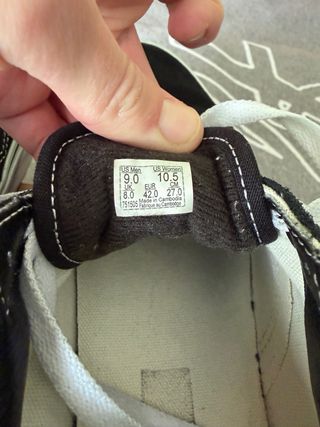 US Men US Women
9.0 10.5
UK EUR CM
8.0 42.0 27.0
Made in Cambodia
751505 Fabriqué au Cambodge